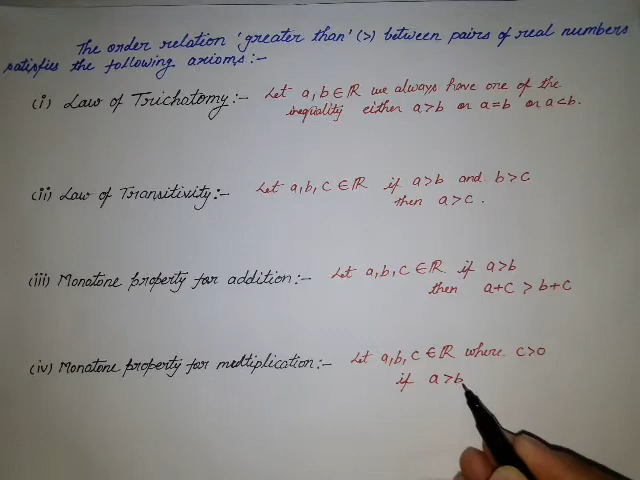 The order relation 'greater than' (>) between pairs of real numbers
satisfies the following axioms :-
(i) Law of Trichotomy :- Let a, b ∈ ℝ we always have one of the
inequality either a>b or a=b or a<b.
(ii) Law of Transitivity :- Let a, b, c ∈ ℝ if a>b and b>c
then a>c.
(iii) Monotone property for addition :- Let a, b, c ∈ ℝ if a>b
then a+c > b+c
(iv) Monotone property for multiplication :- Let a, b, c ∈ ℝ where c>0
if a>b